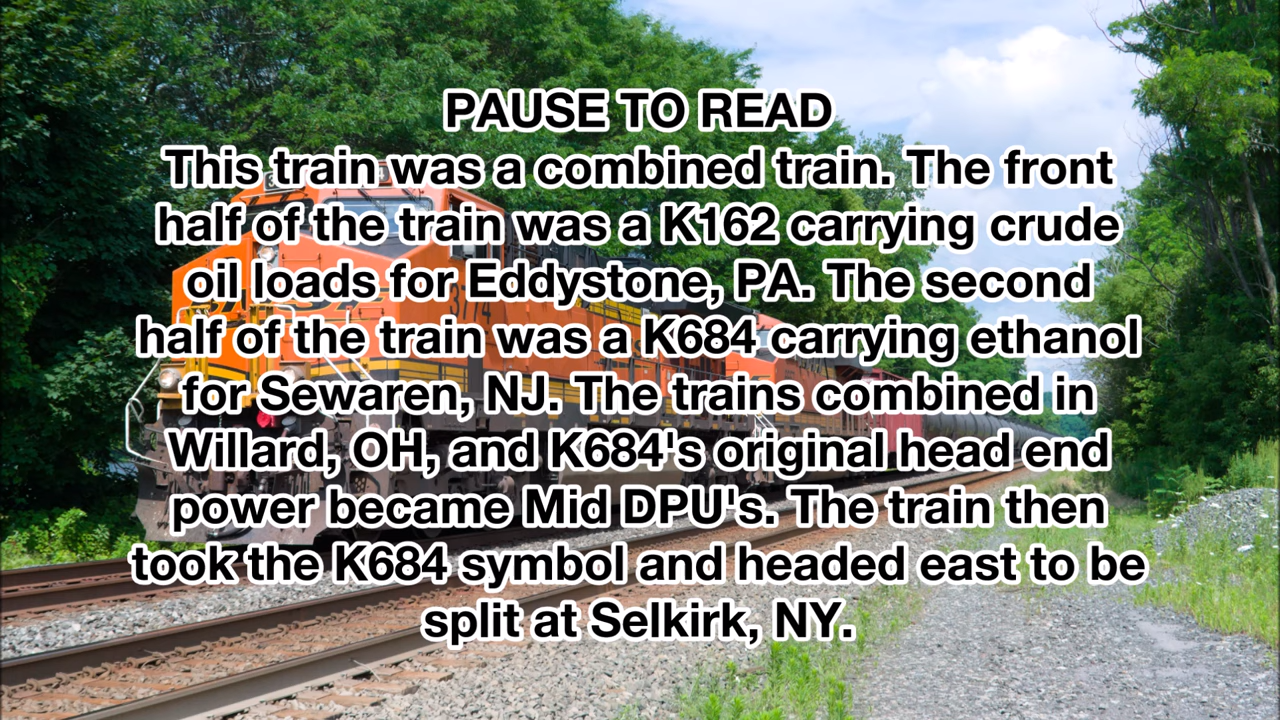 PAUSE TO READ
This train was a combined train. The front
half of the train was a K162 carrying crude
oil loads for Eddystone, PA. The second
half of the train was a K684 carrying ethanol
for Sewaren, NJ. The trains combined in
Willard, OH, and K684's original head end
power became Mid DPU's. The train then
took the K684 symbol and headed east to be
split at Selkirk, NY.